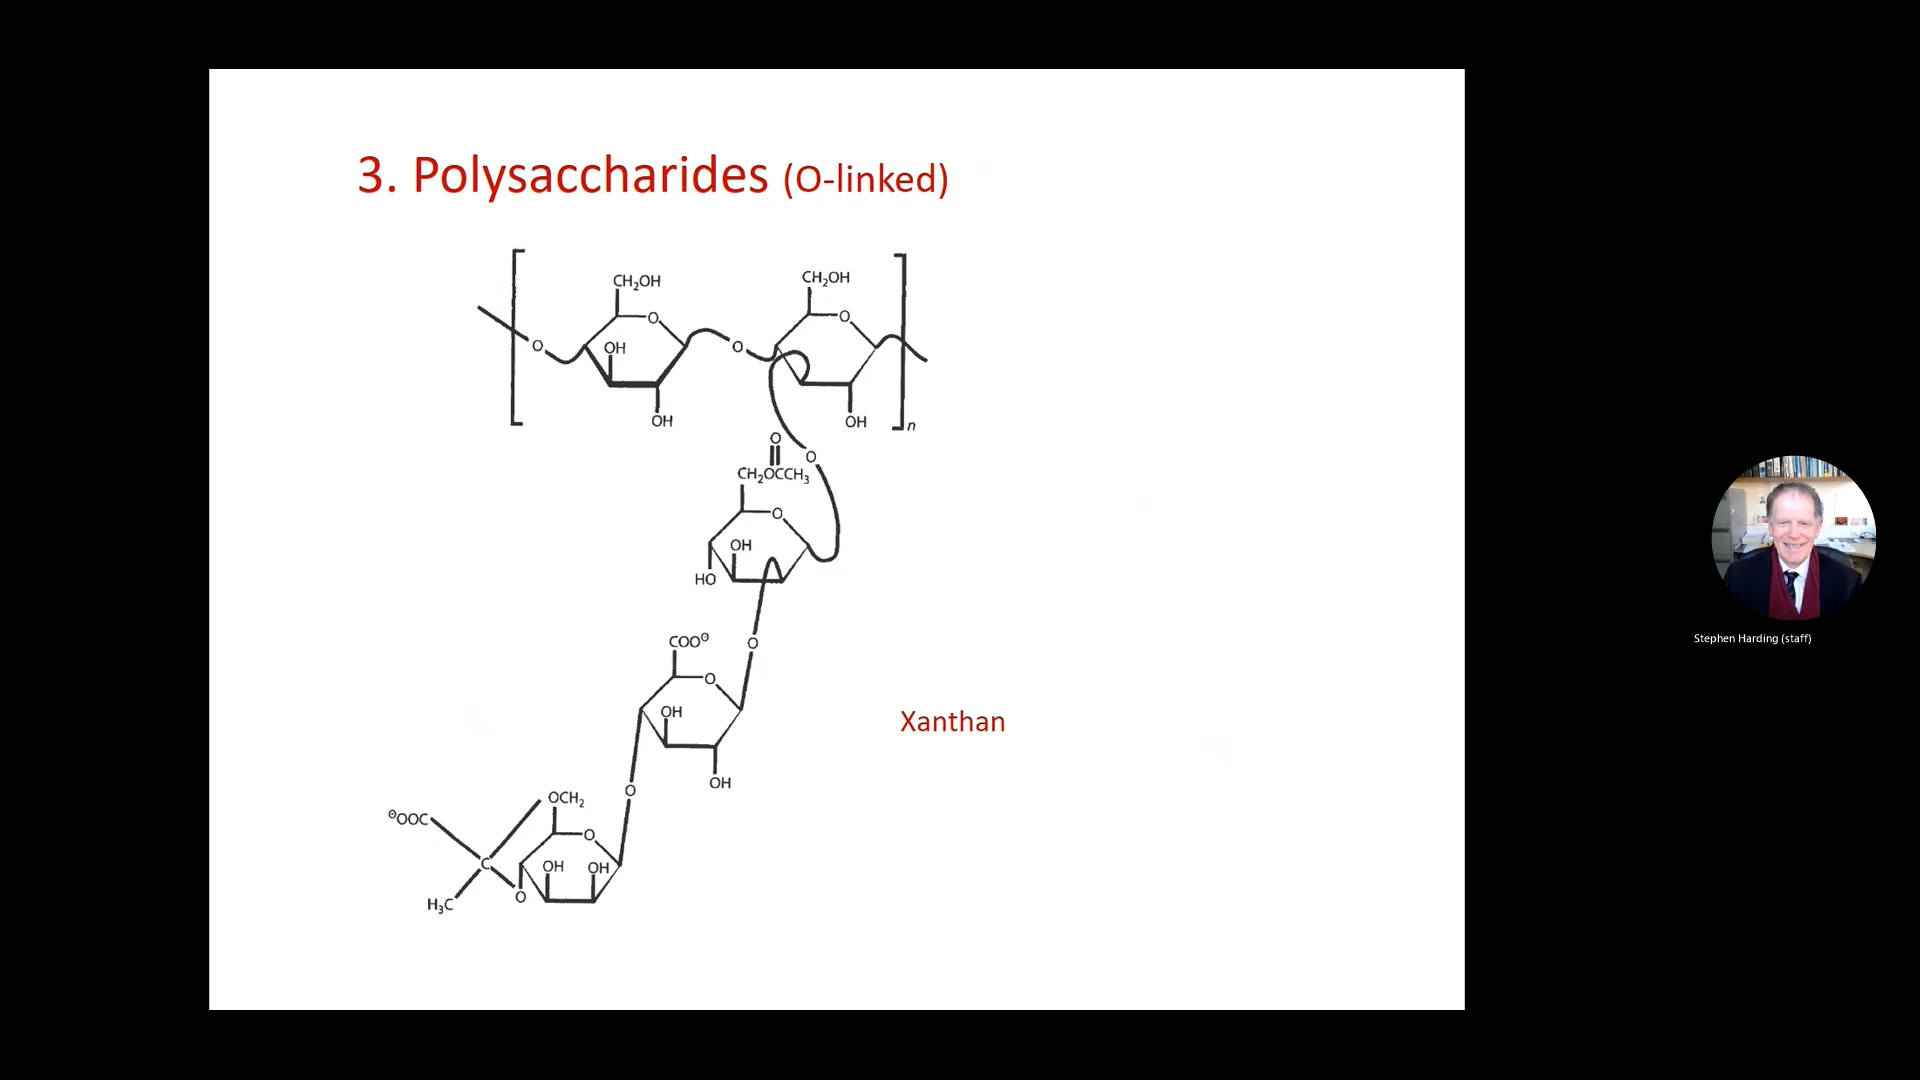 3. Polysaccharides (O-linked)
CH₂OH
CH₂OH
O
O
O
OH
O
OH
OH
n
O
O
CH₂OCCH₃
O
OH
HO
COO⊖
O
O
OH
Xanthan
OH
O
OCH₂
⊖OOC
O
C
OH
OH
O
H₃C
Stephen Harding (staff)